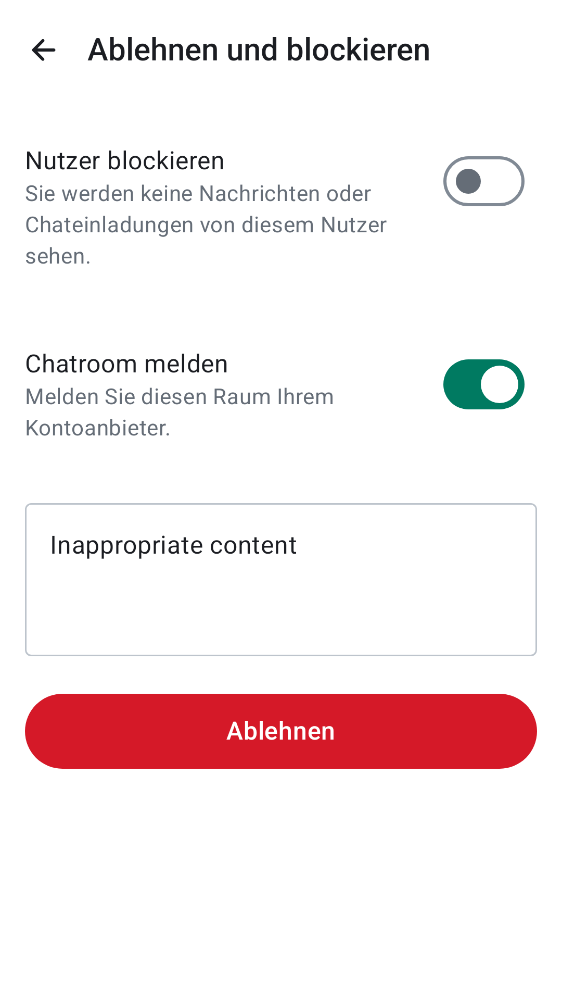 Ablehnen und blockieren
Nutzer blockieren
Sie werden keine Nachrichten oder
Chateinladungen von diesem Nutzer
sehen.
Chatroom melden
Melden Sie diesen Raum Ihrem
Kontoanbieter.
Inappropriate content
Ablehnen